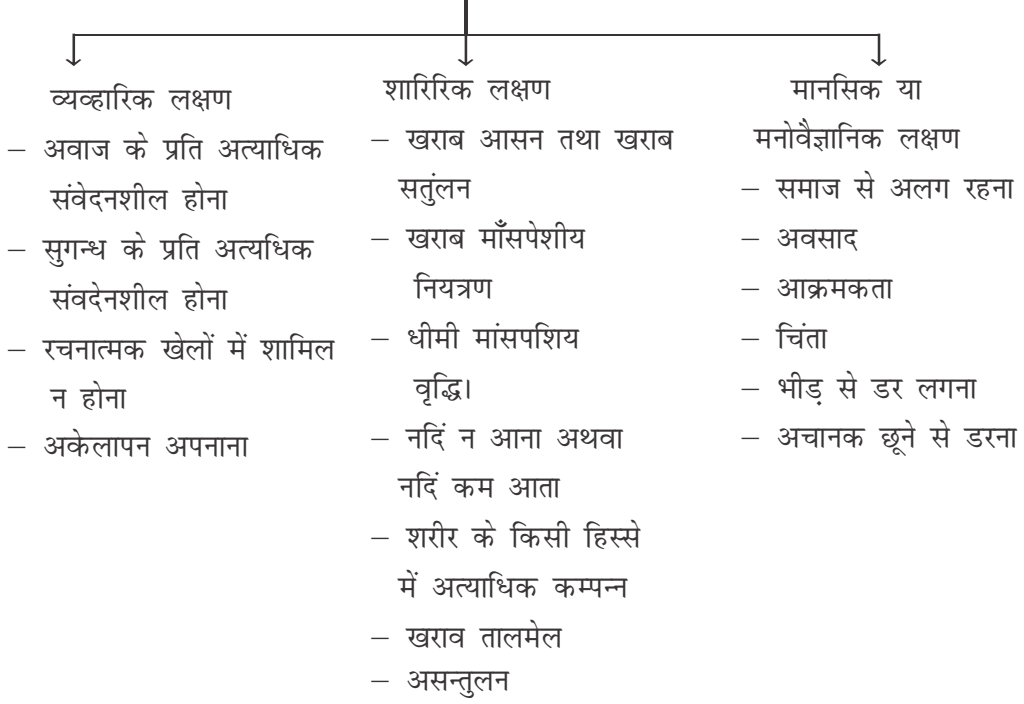 व्यव्हारिक लक्षण
– अवाज के प्रति अत्याधिक
संवेदनशील होना
– सुगन्ध के प्रति अत्यधिक
संवदेनशील होना
– रचनात्मक खेलों में शामिल
न होना
– अकेलापन अपनाना
शारिरिक लक्षण
– खराब आसन तथा खराब
सतुंलन
– खराब माँसपेशीय
नियत्रण
– धीमी मांसपशिय
वृद्धि।
– नदिं न आना अथवा
नदिं कम आता
– शरीर के किसी हिस्से
में अत्याधिक कम्पन्न
– खराव तालमेल
– असन्तुलन
मानसिक या
मनोवैज्ञानिक लक्षण
– समाज से अलग रहना
– अवसाद
– आक्रमकता
– चिंता
– भीड़ से डर लगना
– अचानक छूने से डरना